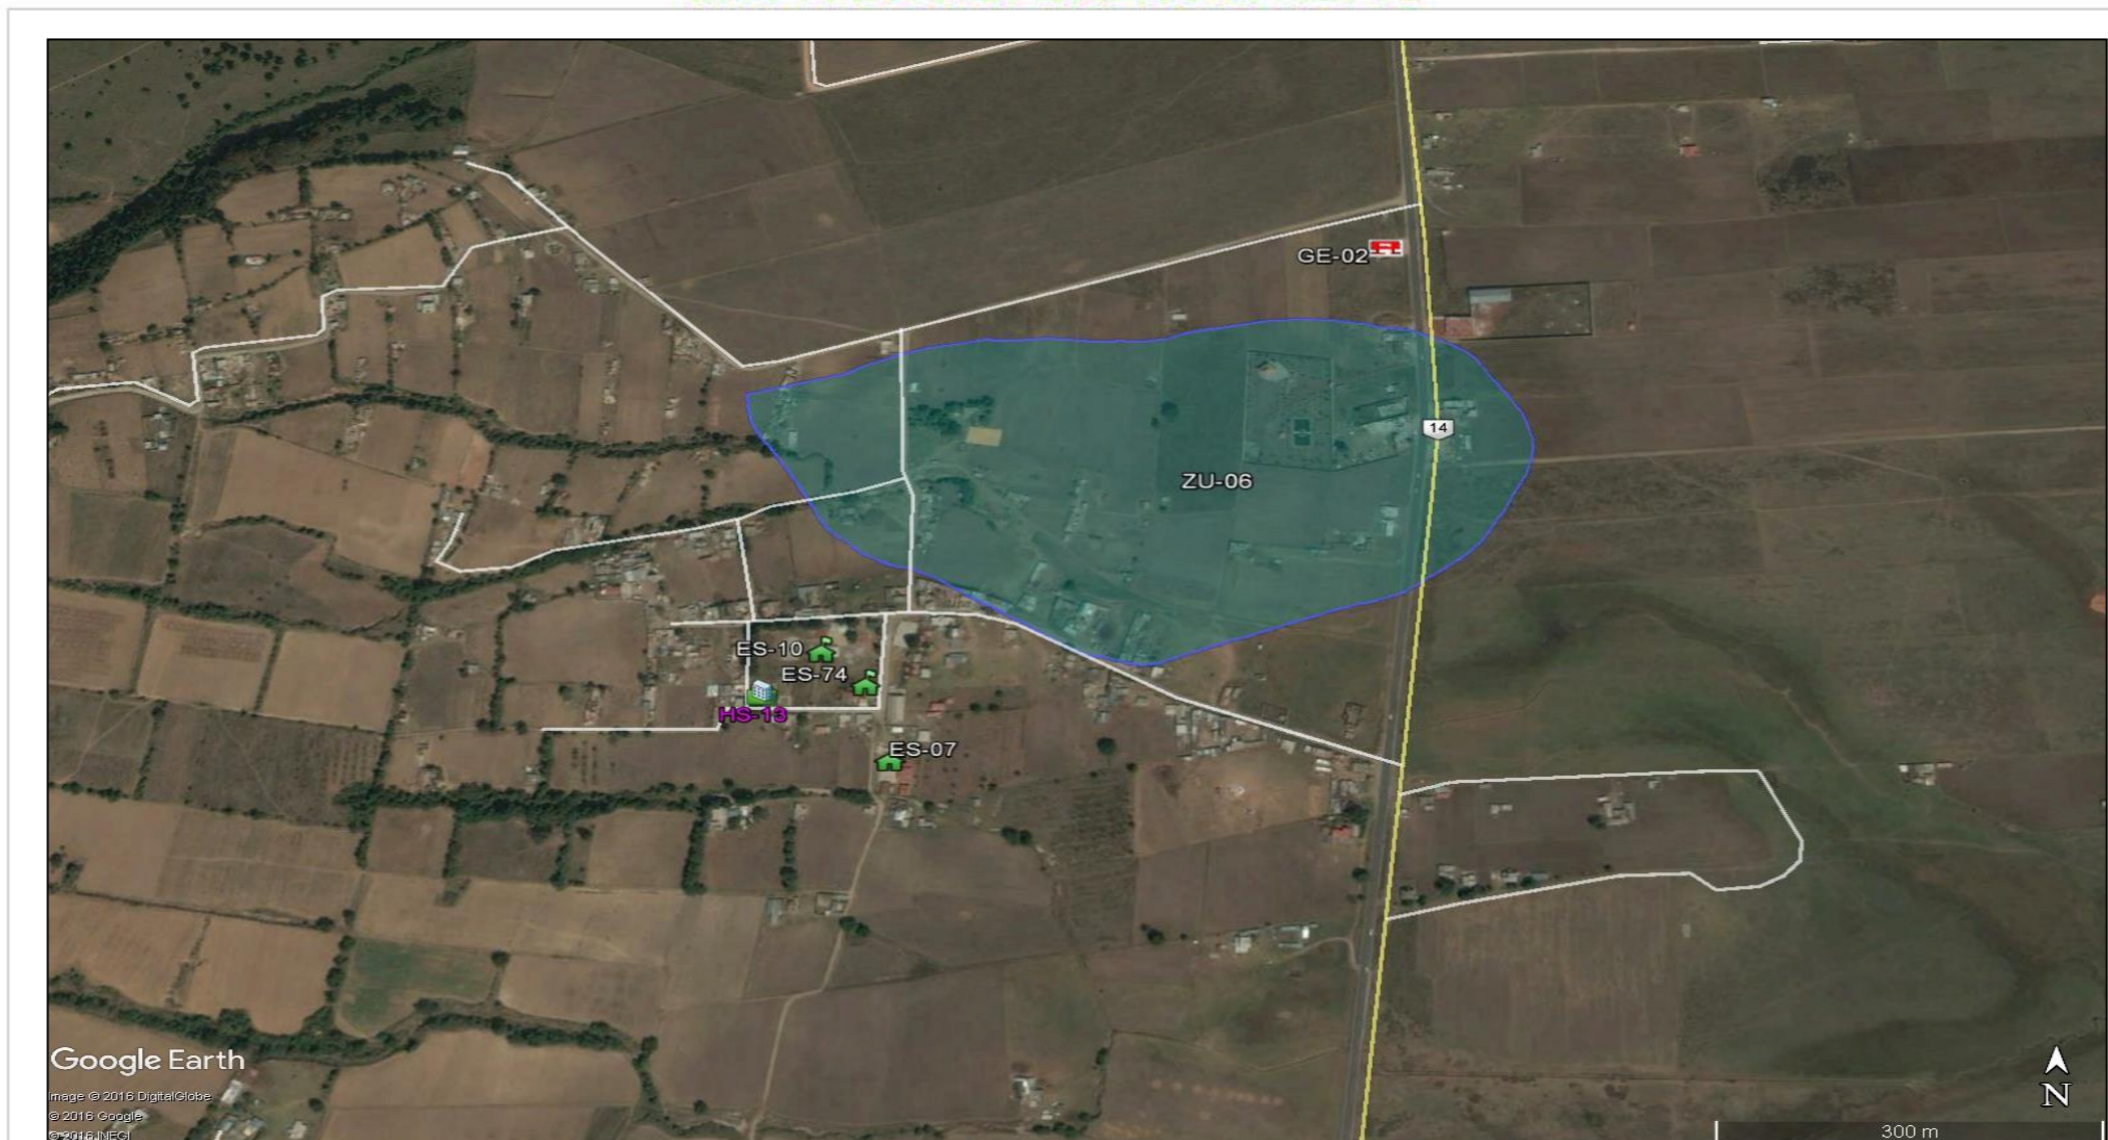 GE-02
14
ZU-06
ES-10
ES-74
HS-13
ES-07
Google Earth
Image © 2016 DigitalGlobe
© 2016 Google
© 2016 INEGI
N
300 m